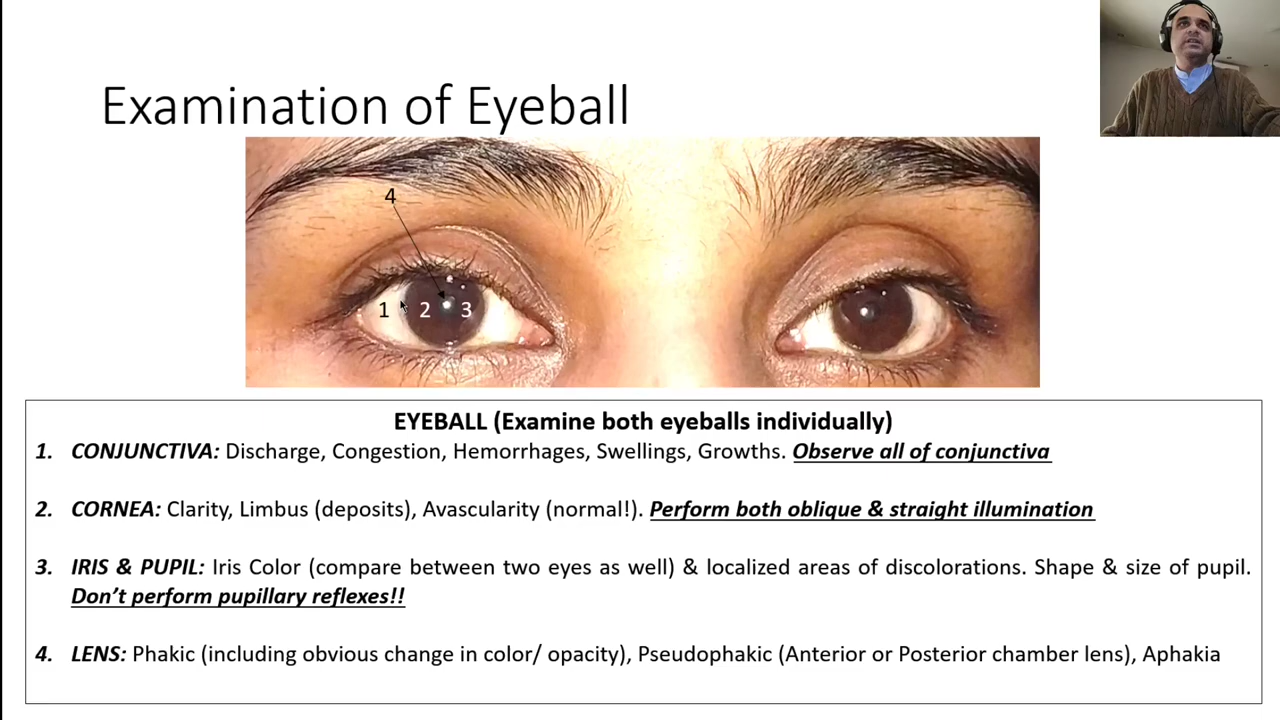 Examination of Eyeball
4
1 2 3
EYEBALL (Examine both eyeballs individually)
1. CONJUNCTIVA: Discharge, Congestion, Hemorrhages, Swellings, Growths. Observe all of conjunctiva
2. CORNEA: Clarity, Limbus (deposits), Avascularity (normal!). Perform both oblique & straight illumination
3. IRIS & PUPIL: Iris Color (compare between two eyes as well) & localized areas of discolorations. Shape & size of pupil.
Don’t perform pupillary reflexes!!
4. LENS: Phakic (including obvious change in color/ opacity), Pseudophakic (Anterior or Posterior chamber lens), Aphakia